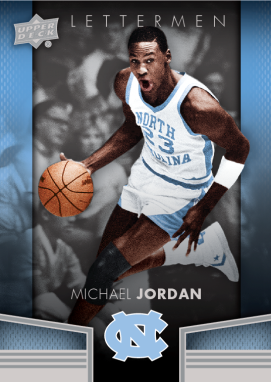 UPPER DECK
LETTERMEN
NORTH
23
CAROLINA
MICHAEL JORDAN
NC